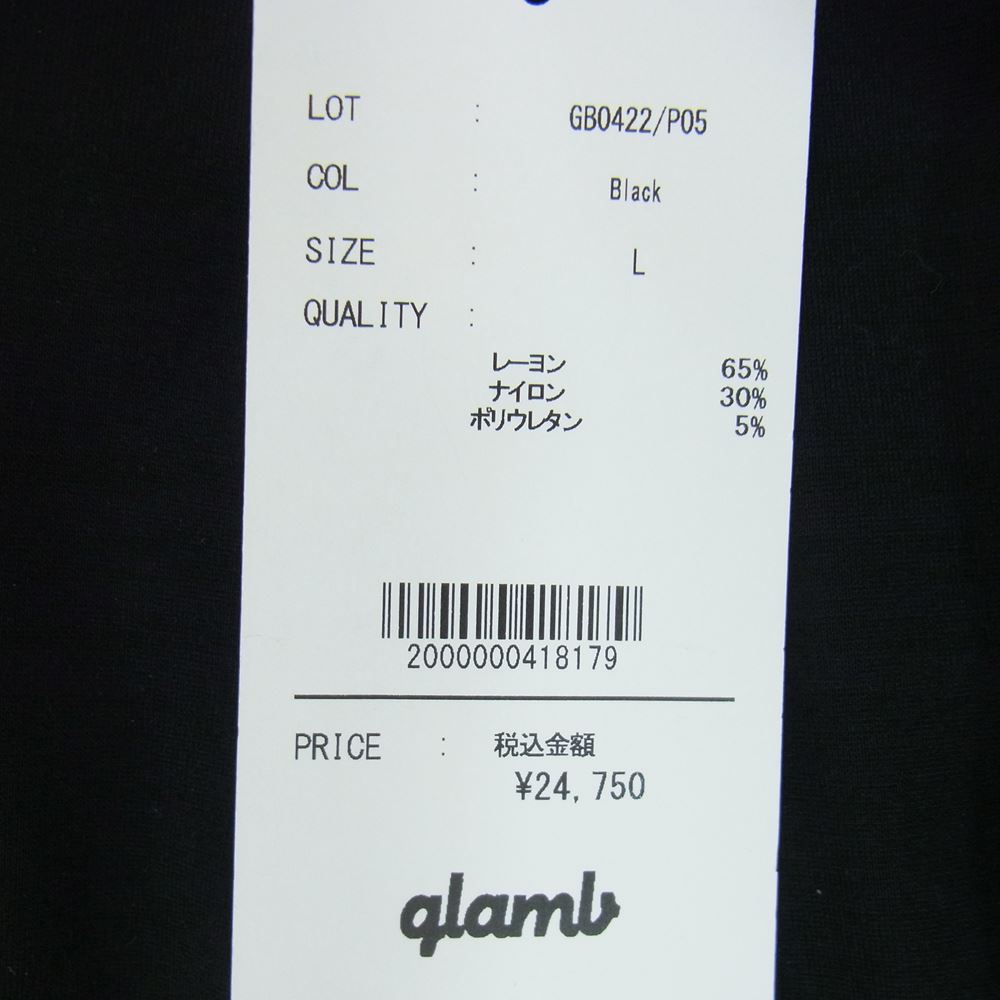 LOT : GB0422/P05
COL : Black
SIZE : L
QUALITY :
レーヨン 65%
ナイロン 30%
ポリウレタン 5%
2000000418179
PRICE : 税込金額
¥24,750
glamb